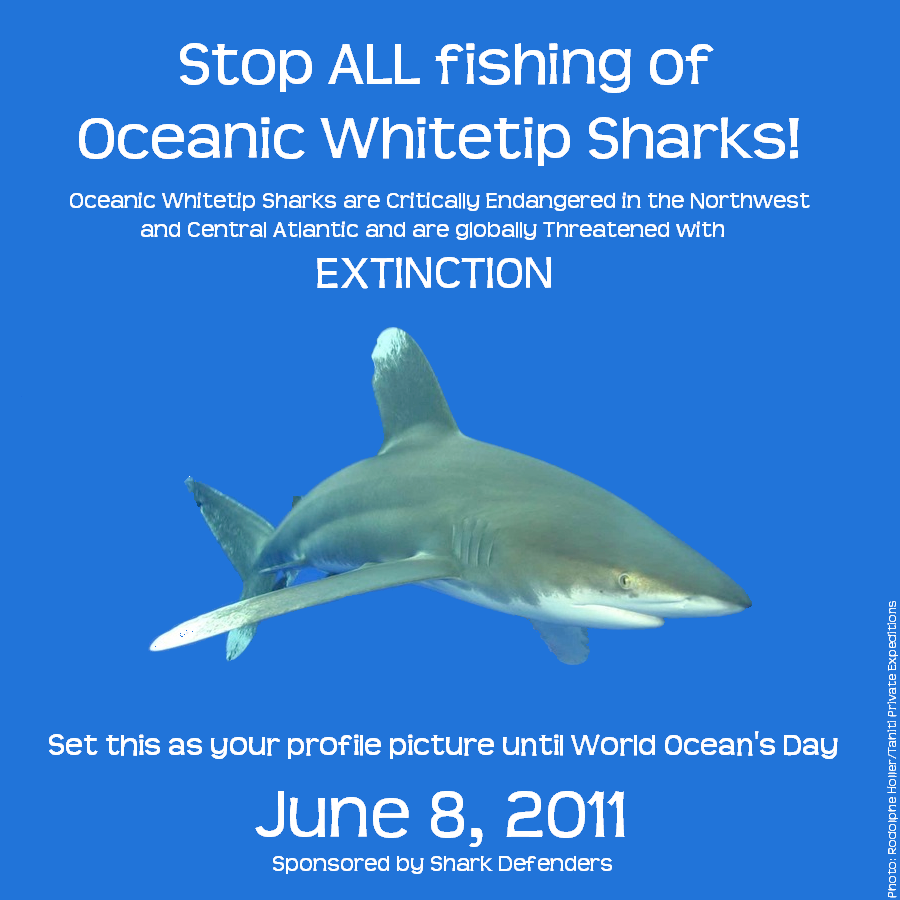 Stop ALL fishing of
Oceanic Whitetip Sharks!
Oceanic Whitetip Sharks are Critically Endangered in the Northwest
and Central Atlantic and are globally Threatened with
EXTINCTION
Set this as your profile picture until World Ocean's Day
June 8, 2011
Sponsored by Shark Defenders
Photo: Rodolphe Holler/Tahiti Private Expeditions